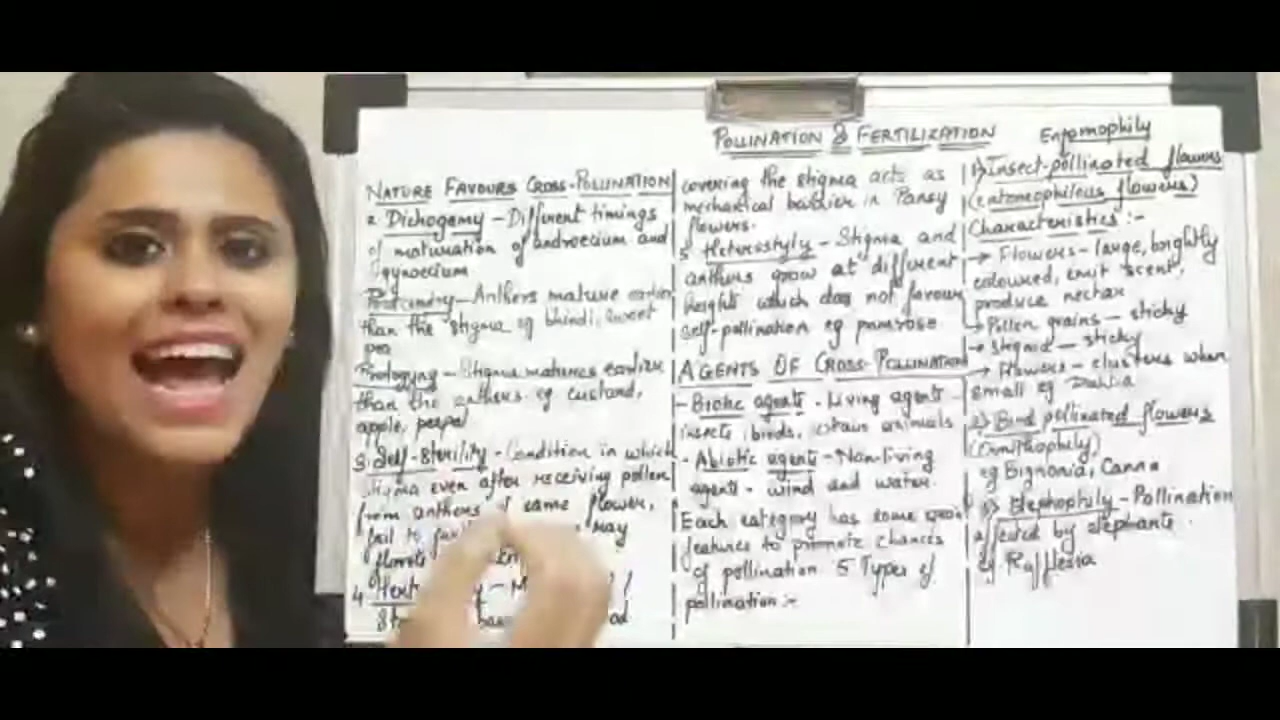 POLLINATION & FERTILIZATION
NATURE FAVOURS CROSS-POLLINATION
2. Dichogamy - Different timings
of maturation of androecium and
gynoecium
Protandry - Anthers mature earlier
than the stigma eg bhindi, sweet
pea
Protogyny - Stigma matures earlier
than the anthers eg custard,
apple,
3. Self-Sterility - Condition in which
stigma even after receiving pollen
from anthers of same flower,
fail to may
4.
covering the stigma acts as
mechanical barrier in Pansy
flowers.
5 Heterostyly - Stigma and
anthers grow at different
heights which does not favour
self-pollination eg primrose
AGENTS OF CROSS-POLLINATION
- Biotic agents - Living agent -
insects, birds, certain animals
- Abiotic agent - Non-living
agent - wind and water.
Each category has some special
features to promote chances
of pollination 5 Types of
pollination :-
Entomophily
1) Insect-pollinated flowers
(entomophilous flowers)
Characteristics :-
→ Flowers - large, brightly
coloured, emit scent,
produce nectar
→ Pollen grains - sticky
→ Stigma - sticky
→ Flowers - clusters when
small eg Dahlia
2) Bird pollinated flowers
(Ornithophily)
eg Bignonia, Canna
3) Elephophily - Pollination
affected by elephants.
eg Rafflesia